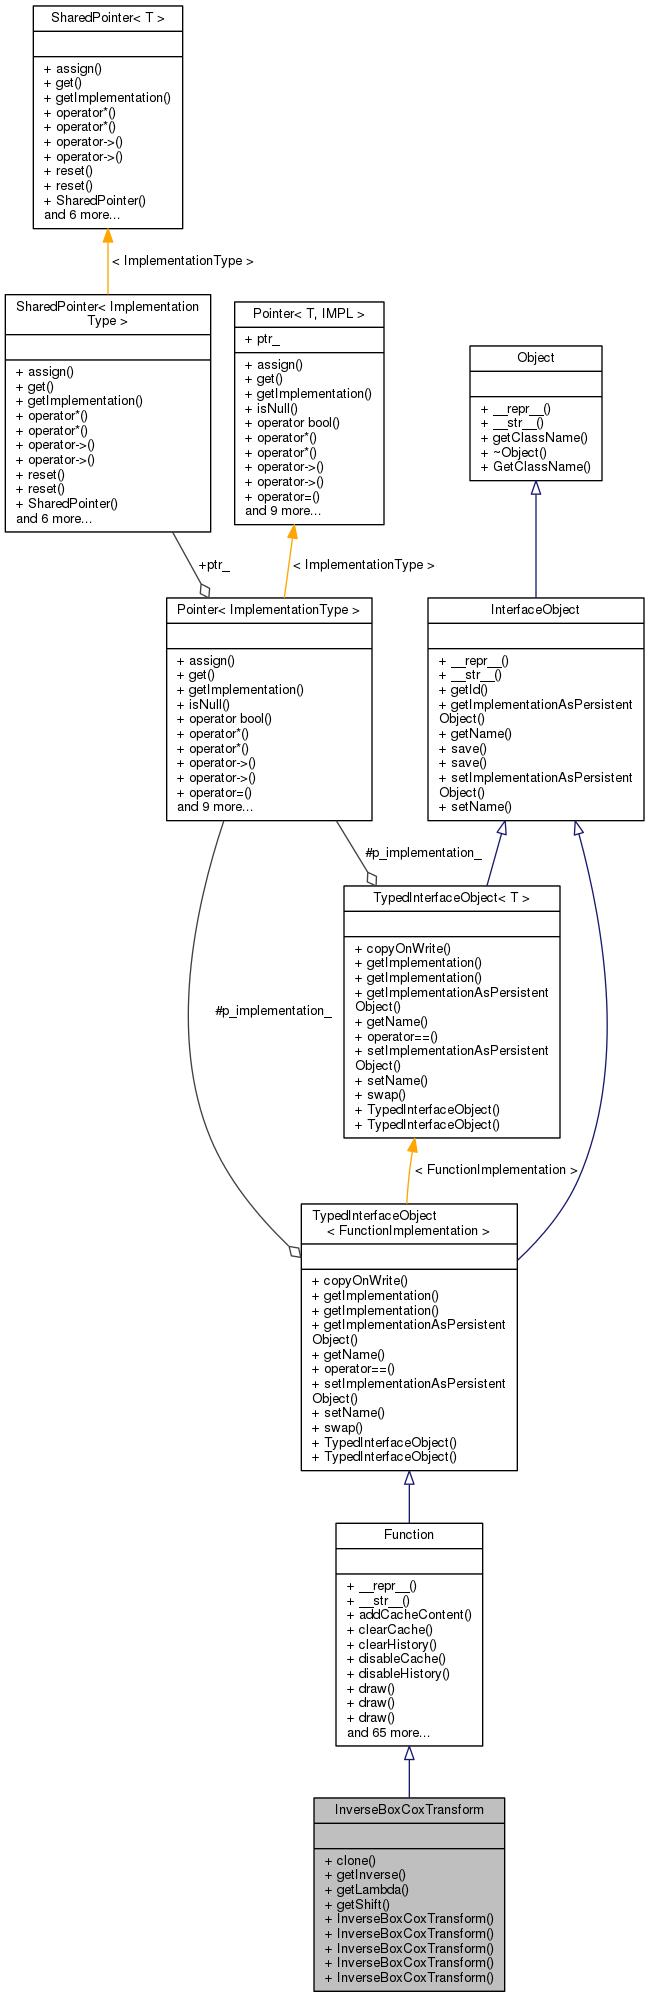 SharedPointer< T >
+ assign()
+ get()
+ getImplementation()
+ operator*()
+ operator*()
+ operator->()
+ operator->()
+ reset()
+ reset()
+ SharedPointer()
and 6 more...
< ImplementationType >
SharedPointer< Implementation
Type >
+ assign()
+ get()
+ getImplementation()
+ operator*()
+ operator*()
+ operator->()
+ operator->()
+ reset()
+ reset()
+ SharedPointer()
and 6 more...
Pointer< T, IMPL >
+ ptr_
+ assign()
+ get()
+ getImplementation()
+ isNull()
+ operator bool()
+ operator*()
+ operator*()
+ operator->()
+ operator->()
+ operator=()
and 9 more...
Object
+ __repr__()
+ __str__()
+ getClassName()
+ ~Object()
+ GetClassName()
+ptr_
< ImplementationType >
Pointer< ImplementationType >
+ assign()
+ get()
+ getImplementation()
+ isNull()
+ operator bool()
+ operator*()
+ operator*()
+ operator->()
+ operator->()
+ operator=()
and 9 more...
InterfaceObject
+ __repr__()
+ __str__()
+ getId()
+ getImplementationAsPersistent
Object()
+ getName()
+ save()
+ save()
+ setImplementationAsPersistent
Object()
+ setName()
#p_implementation_
TypedInterfaceObject< T >
+ copyOnWrite()
+ getImplementation()
+ getImplementation()
+ getImplementationAsPersistent
Object()
+ getName()
+ operator==()
+ setImplementationAsPersistent
Object()
+ setName()
+ swap()
+ TypedInterfaceObject()
+ TypedInterfaceObject()
#p_implementation_
< FunctionImplementation >
TypedInterfaceObject
< FunctionImplementation >
+ copyOnWrite()
+ getImplementation()
+ getImplementation()
+ getImplementationAsPersistent
Object()
+ getName()
+ operator==()
+ setImplementationAsPersistent
Object()
+ setName()
+ swap()
+ TypedInterfaceObject()
+ TypedInterfaceObject()
Function
+ __repr__()
+ __str__()
+ addCacheContent()
+ clearCache()
+ clearHistory()
+ disableCache()
+ disableHistory()
+ draw()
+ draw()
+ draw()
and 65 more...
InverseBoxCoxTransform
+ clone()
+ getInverse()
+ getLambda()
+ getShift()
+ InverseBoxCoxTransform()
+ InverseBoxCoxTransform()
+ InverseBoxCoxTransform()
+ InverseBoxCoxTransform()
+ InverseBoxCoxTransform()